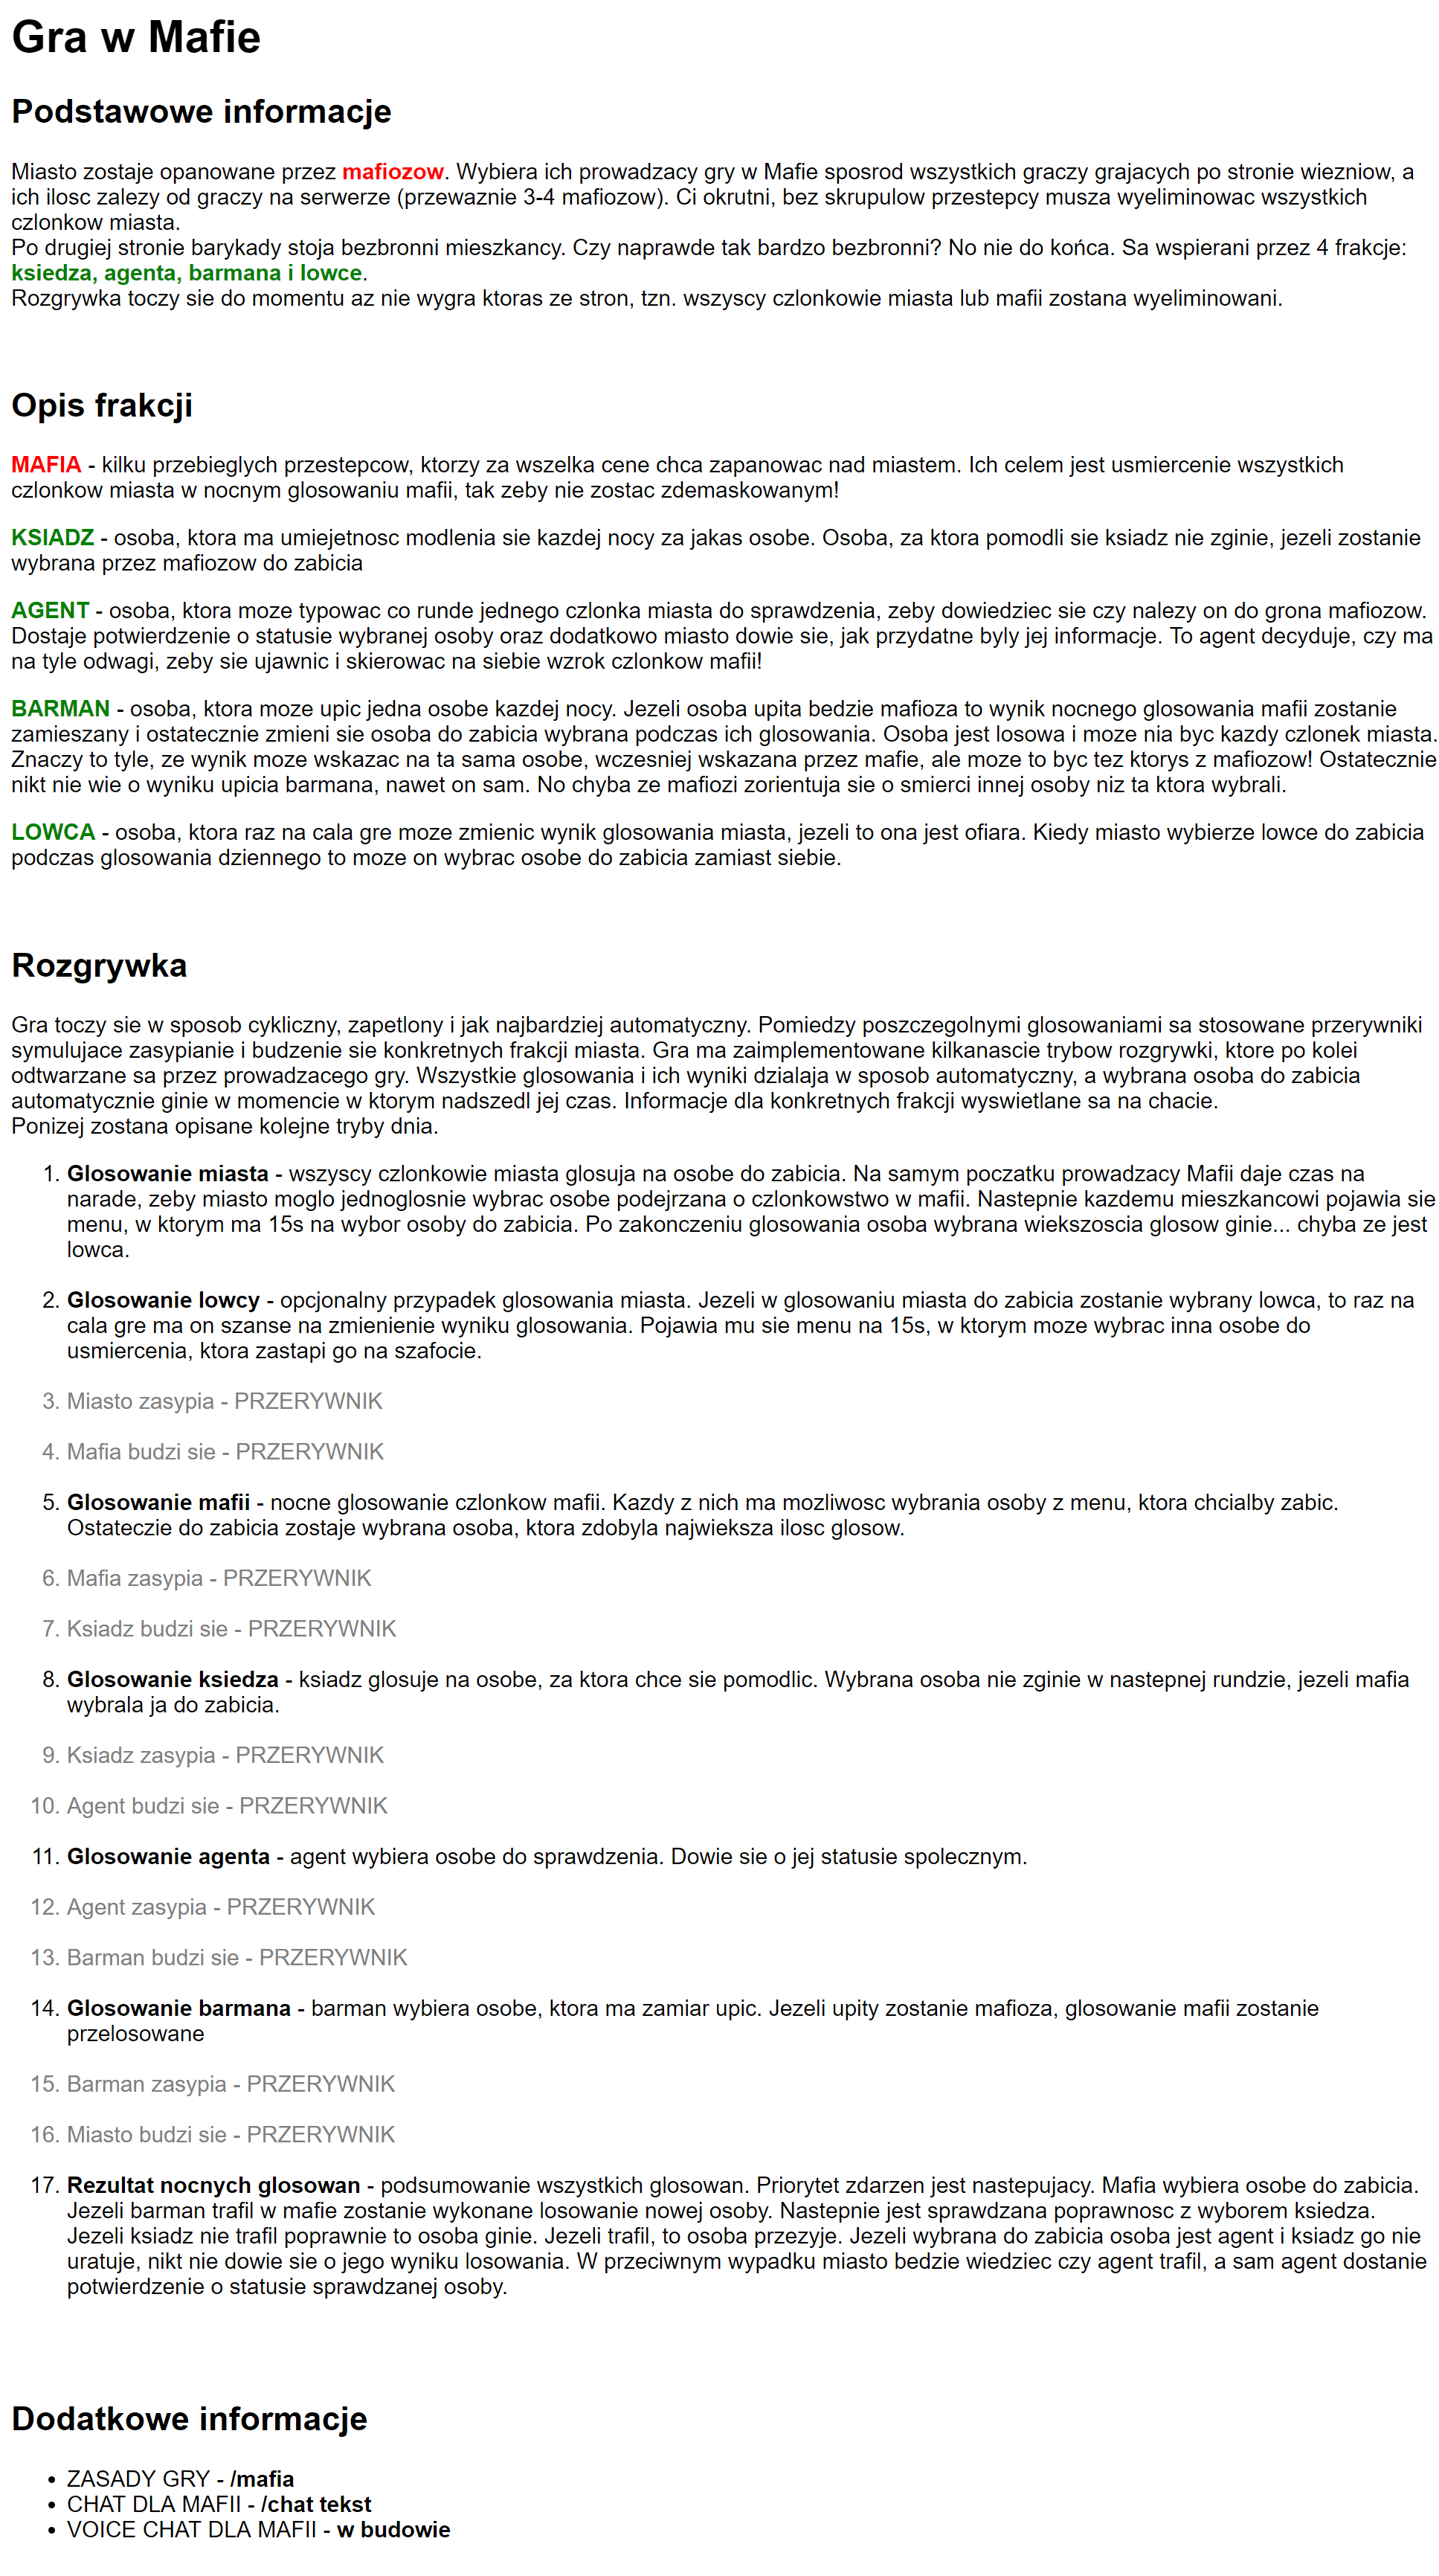 Gra w Mafie
Podstawowe informacje
Miasto zostaje opanowane przez mafiozow. Wybiera ich prowadzacy gry w Mafie sposrod wszystkich graczy grajacych po stronie wiezniow, a
ich ilosc zalezy od graczy na serwerze (przewaznie 3-4 mafiozow). Ci okrutni, bez skrupulow przestepcy musza wyeliminowac wszystkich
czlonkow miasta.
Po drugiej stronie barykady stoja bezbronni mieszkancy. Czy naprawde tak bardzo bezbronni? No nie do końca. Sa wspierani przez 4 frakcje:
ksiedza, agenta, barmana i lowce.
Rozgrywka toczy sie do momentu az nie wygra ktoras ze stron, tzn. wszyscy czlonkowie miasta lub mafii zostana wyeliminowani.
Opis frakcji
MAFIA - kilku przebieglych przestepcow, ktorzy za wszelka cene chca zapanowac nad miastem. Ich celem jest usmiercenie wszystkich
czlonkow miasta w nocnym glosowaniu mafii, tak zeby nie zostac zdemaskowanym!
KSIADZ - osoba, ktora ma umiejetnosc modlenia sie kazdej nocy za jakas osobe. Osoba, za ktora pomodli sie ksiadz nie zginie, jezeli zostanie
wybrana przez mafiozow do zabicia
AGENT - osoba, ktora moze typowac co runde jednego czlonka miasta do sprawdzenia, zeby dowiedziec sie czy nalezy on do grona mafiozow.
Dostaje potwierdzenie o statusie wybranej osoby oraz dodatkowo miasto dowie sie, jak przydatne byly jej informacje. To agent decyduje, czy ma
na tyle odwagi, zeby sie ujawnic i skierowac na siebie wzrok czlonkow mafii!
BARMAN - osoba, ktora moze upic jedna osobe kazdej nocy. Jezeli osoba upita bedzie mafioza to wynik nocnego glosowania mafii zostanie
zamieszany i ostatecznie zmieni sie osoba do zabicia wybrana podczas ich glosowania. Osoba jest losowa i moze nia byc kazdy czlonek miasta.
Znaczy to tyle, ze wynik moze wskazac na ta sama osobe, wczesniej wskazana przez mafie, ale moze to byc tez ktorys z mafiozow! Ostatecznie
nikt nie wie o wyniku upicia barmana, nawet on sam. No chyba ze mafiozi zorientuja sie o smierci innej osoby niz ta ktora wybrali.
LOWCA - osoba, ktora raz na cala gre moze zmienic wynik glosowania miasta, jezeli to ona jest ofiara. Kiedy miasto wybierze lowce do zabicia
podczas glosowania dziennego to moze on wybrac osobe do zabicia zamiast siebie.
Rozgrywka
Gra toczy sie w sposob cykliczny, zapetlony i jak najbardziej automatyczny. Pomiedzy poszczegolnymi glosowaniami sa stosowane przerywniki
symulujace zasypianie i budzenie sie konkretnych frakcji miasta. Gra ma zaimplementowane kilkanascie trybow rozgrywki, ktore po kolei
odtwarzane sa przez prowadzacego gry. Wszystkie glosowania i ich wyniki dzialaja w sposob automatyczny, a wybrana osoba do zabicia
automatycznie ginie w momencie w ktorym nadszedl jej czas. Informacje dla konkretnych frakcji wyswietlane sa na chacie.
Ponizej zostana opisane kolejne tryby dnia.
1. Glosowanie miasta - wszyscy czlonkowie miasta glosuja na osobe do zabicia. Na samym poczatku prowadzacy Mafii daje czas na
narade, zeby miasto moglo jednoglosnie wybrac osobe podejrzana o czlonkowstwo w mafii. Nastepnie kazdemu mieszkancowi pojawia sie
menu, w ktorym ma 15s na wybor osoby do zabicia. Po zakonczeniu glosowania osoba wybrana wiekszoscia glosow ginie... chyba ze jest
lowca.
2. Glosowanie lowcy - opcjonalny przypadek glosowania miasta. Jezeli w glosowaniu miasta do zabicia zostanie wybrany lowca, to raz na
cala gre ma on szanse na zmienienie wyniku glosowania. Pojawia mu sie menu na 15s, w ktorym moze wybrac inna osobe do
usmiercenia, ktora zastapi go na szafocie.
3. Miasto zasypia - PRZERYWNIK
4. Mafia budzi sie - PRZERYWNIK
5. Glosowanie mafii - nocne glosowanie czlonkow mafii. Kazdy z nich ma mozliwosc wybrania osoby z menu, ktora chcialby zabic.
Ostateczie do zabicia zostaje wybrana osoba, ktora zdobyla najwieksza ilosc glosow.
6. Mafia zasypia - PRZERYWNIK
7. Ksiadz budzi sie - PRZERYWNIK
8. Glosowanie ksiedza - ksiadz glosuje na osobe, za ktora chce sie pomodlic. Wybrana osoba nie zginie w nastepnej rundzie, jezeli mafia
wybrala ja do zabicia.
9. Ksiadz zasypia - PRZERYWNIK
10. Agent budzi sie - PRZERYWNIK
11. Glosowanie agenta - agent wybiera osobe do sprawdzenia. Dowie sie o jej statusie spolecznym.
12. Agent zasypia - PRZERYWNIK
13. Barman budzi sie - PRZERYWNIK
14. Glosowanie barmana - barman wybiera osobe, ktora ma zamiar upic. Jezeli upity zostanie mafioza, glosowanie mafii zostanie
przelosowane
15. Barman zasypia - PRZERYWNIK
16. Miasto budzi sie - PRZERYWNIK
17. Rezultat nocnych glosowan - podsumowanie wszystkich glosowan. Priorytet zdarzen jest nastepujacy. Mafia wybiera osobe do zabicia.
Jezeli barman trafil w mafie zostanie wykonane losowanie nowej osoby. Nastepnie jest sprawdzana poprawnosc z wyborem ksiedza.
Jezeli ksiadz nie trafil poprawnie to osoba ginie. Jezeli trafil, to osoba przezyje. Jezeli wybrana do zabicia osoba jest agent i ksiadz go nie
uratuje, nikt nie dowie sie o jego wyniku losowania. W przeciwnym wypadku miasto bedzie wiedziec czy agent trafil, a sam agent dostanie
potwierdzenie o statusie sprawdzanej osoby.
Dodatkowe informacje
• ZASADY GRY - /mafia
• CHAT DLA MAFII - /chat tekst
• VOICE CHAT DLA MAFII - w budowie